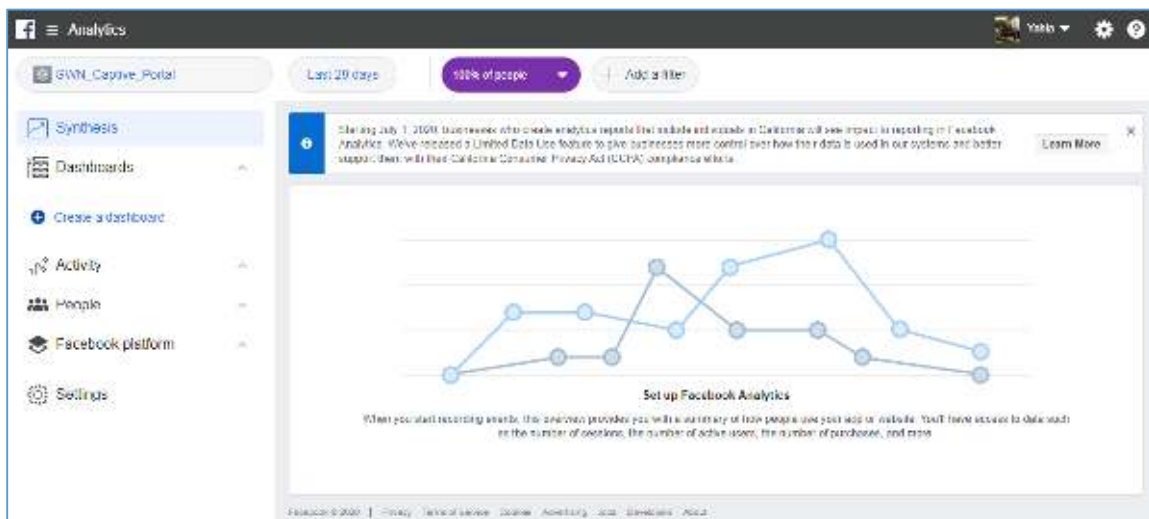 Analytics
Yahia
GWN_Captive_Portal
Last 29 days
100% of people
Add a filter
Synthesis
Dashboards
Create a dashboard
Activity
People
Facebook platform
Settings
Starting July 1, 2020, businesses who create analytics reports that include individuals in California will see impact to reporting in Facebook
Analytics. We've released a Limited Data Use feature to give businesses more control over how their data is used in our systems and better
support them with their California Consumer Privacy Act (CCPA) compliance efforts.
Learn More
Set up Facebook Analytics
When you start recording events, this overview provides you with a summary of how people use your app or website. You'll have access to data such
as the number of sessions, the number of active users, the number of purchases, and more
Facebook © 2020 | Privacy Terms of service Cookies Advertising Jobs Developers About